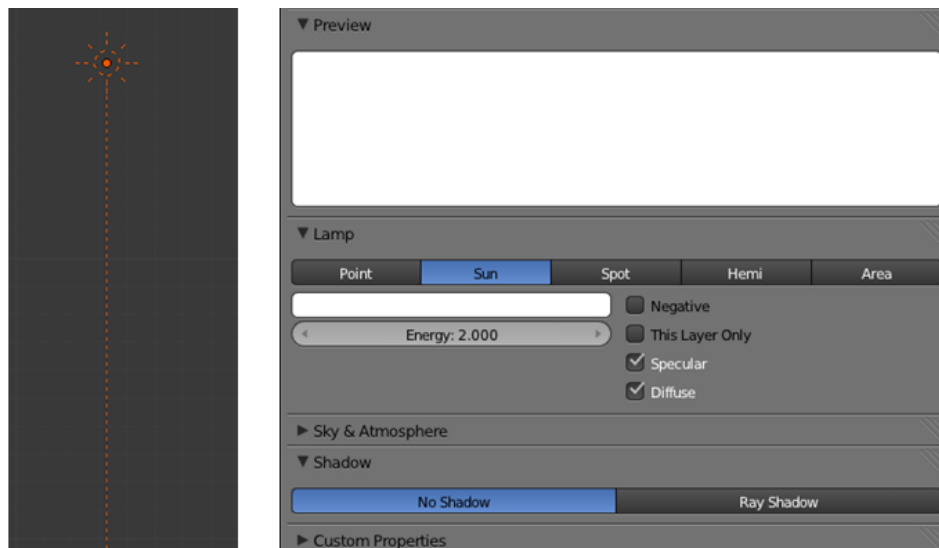 Preview
Lamp
Point Sun Spot Hemi Area
Negative
Energy: 2.000 This Layer Only
Specular
Diffuse
Sky & Atmosphere
Shadow
No Shadow Ray Shadow
Custom Properties